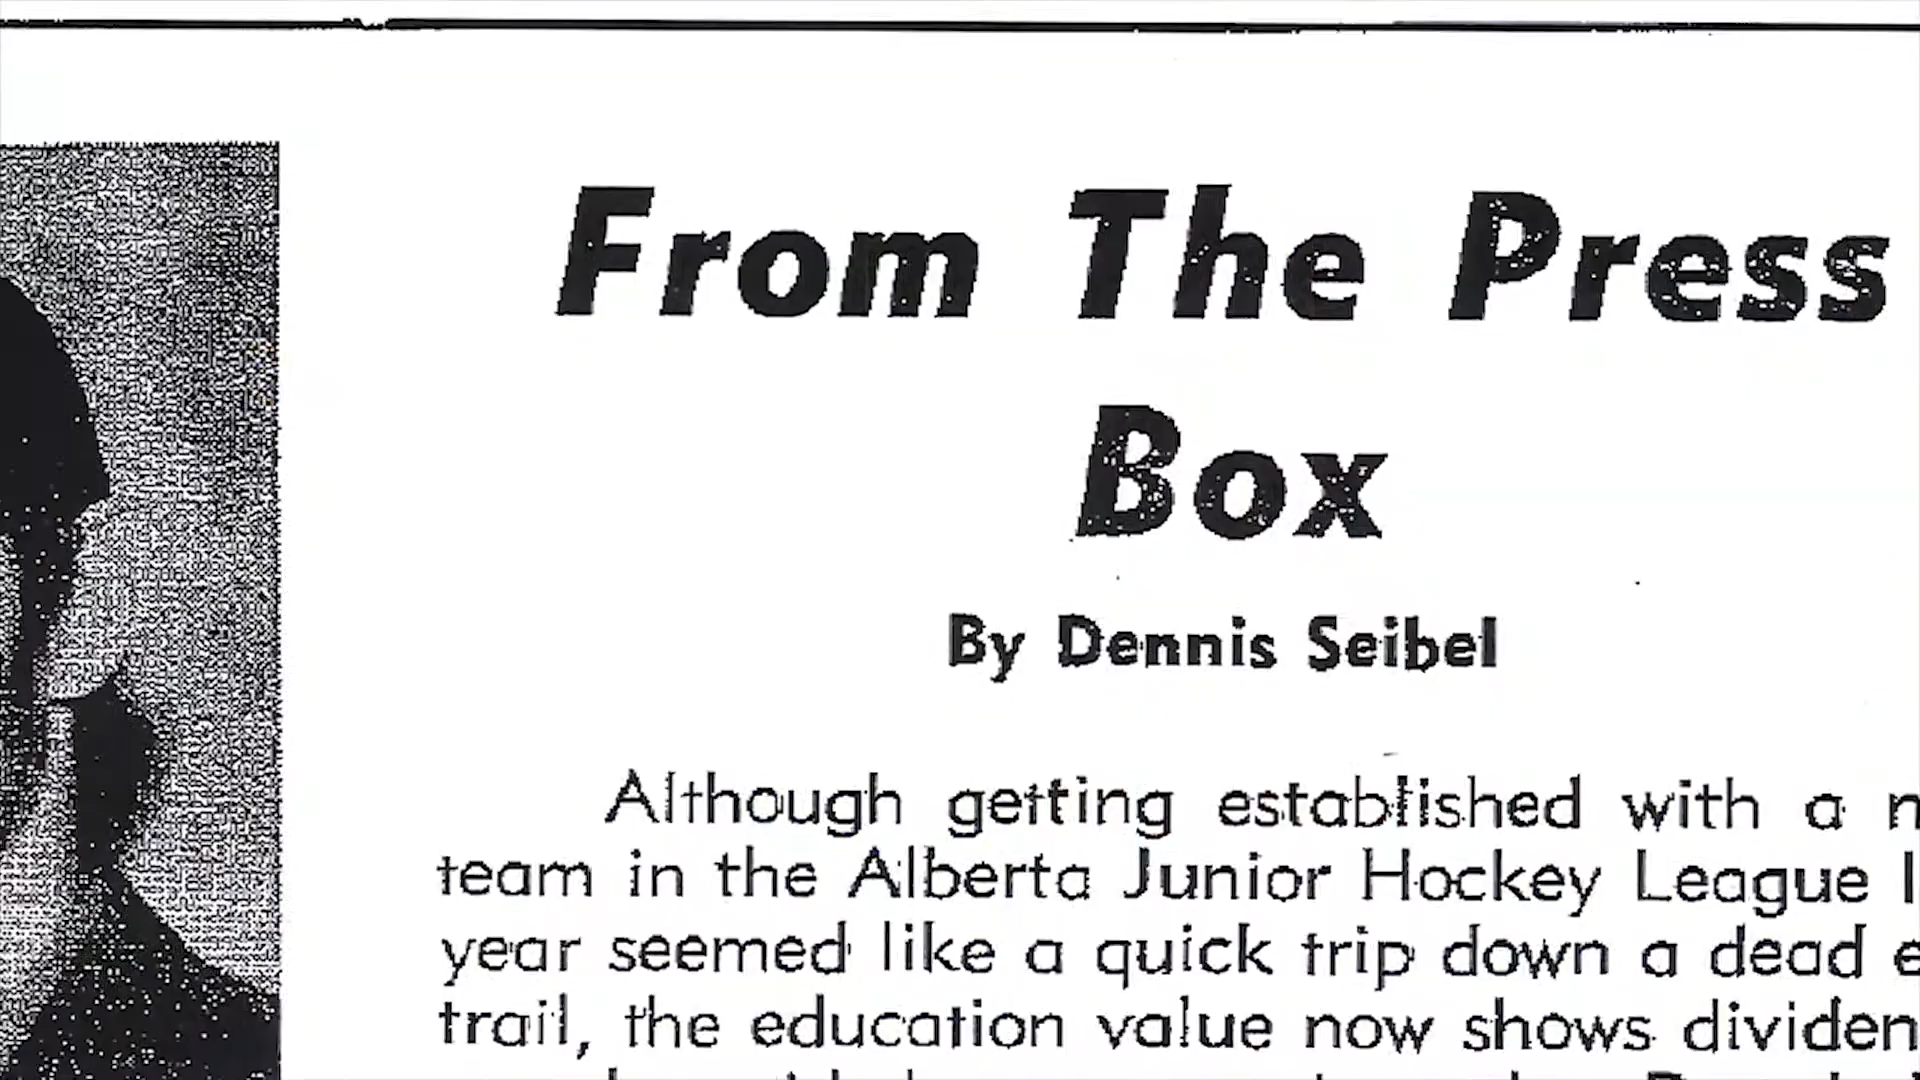 From The Press
Box
By Dennis Seibel
Although getting established with a
team in the Alberta Junior Hockey League
year seemed like a quick trip down a dead
trail, the education value now shows